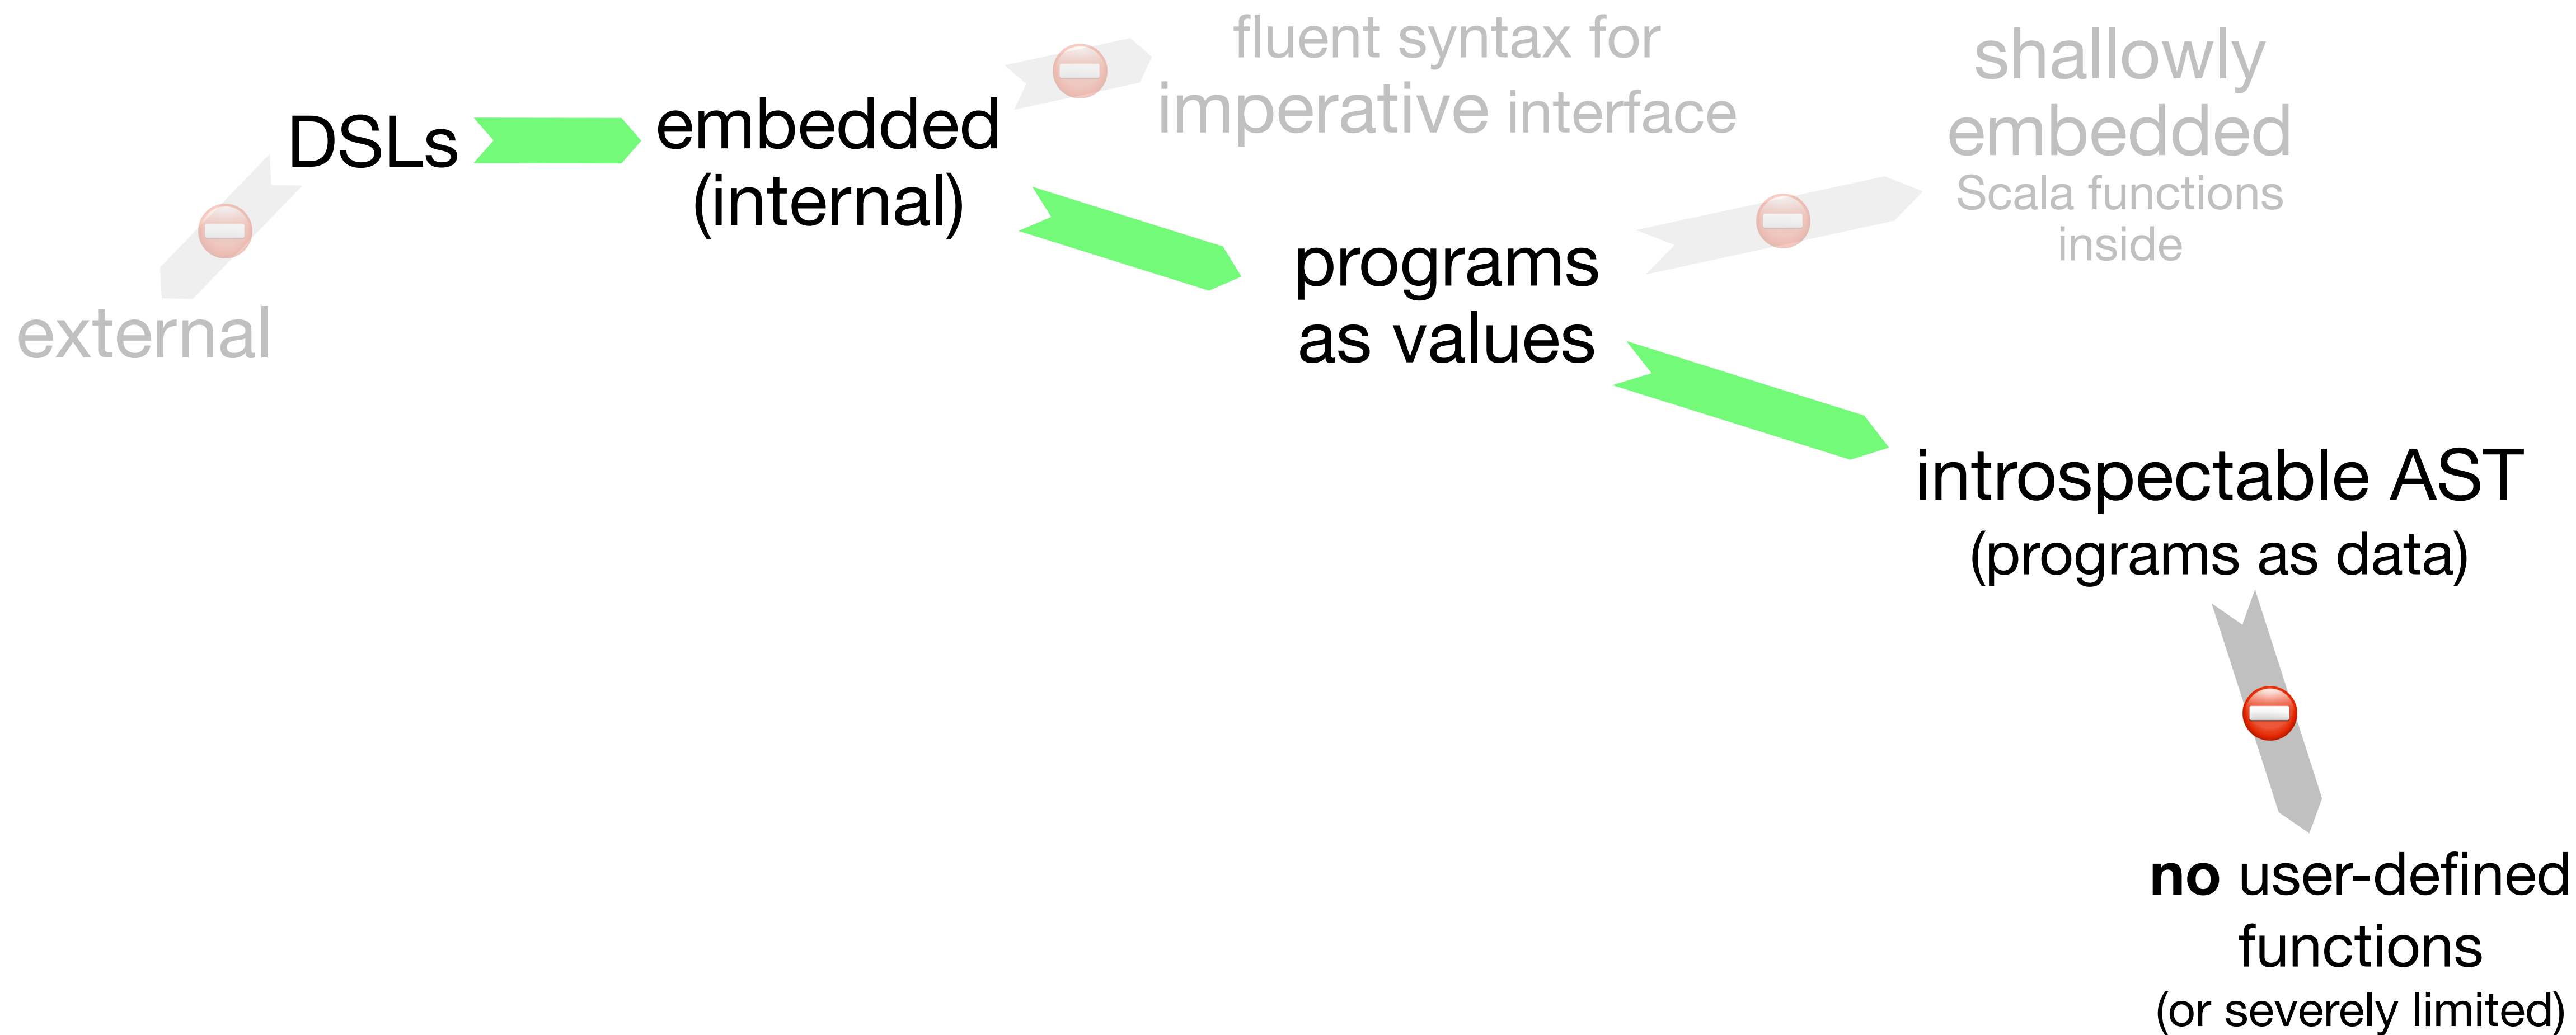 DSLs
external
embedded
(internal)
fluent syntax for
imperative interface
programs
as values
shallowly
embedded
Scala functions
inside
introspectable AST
(programs as data)
no user-defined
functions
(or severely limited)